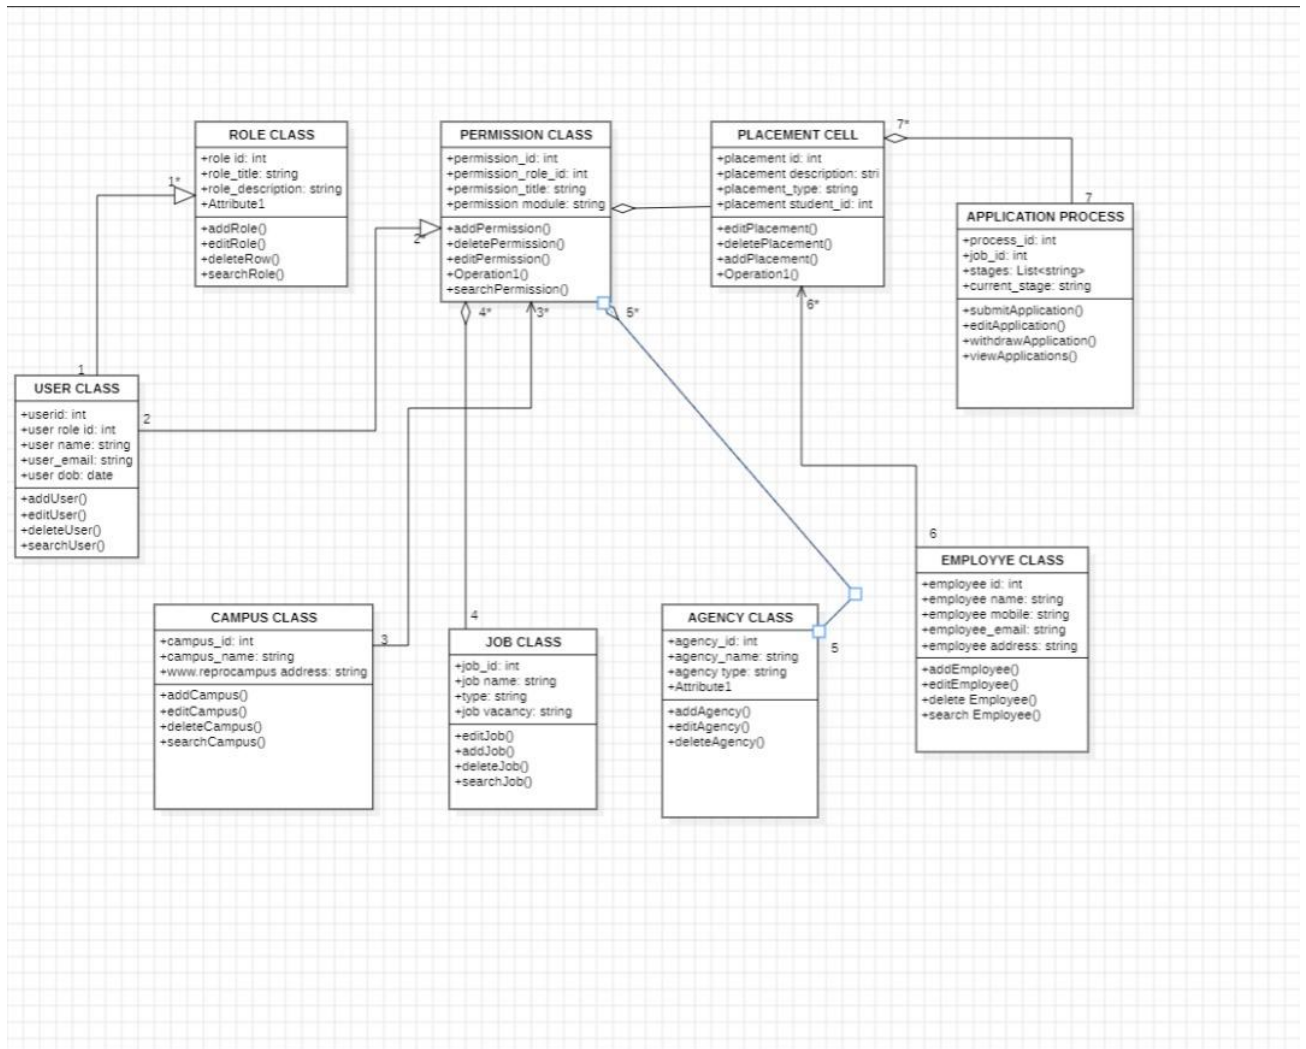 ROLE CLASS
+role id: int
+role_title: string
+role_description: string
+Attribute1
+addRole()
+editRole()
+deleteRow()
+searchRole()
PERMISSION CLASS
+permission_id: int
+permission_role_id: int
+permission_title: string
+permission module: string
+addPermission()
+deletePermission()
+editPermission()
+Operation1()
+searchPermission()
PLACEMENT CELL
+placement id: int
+placement description: stri
+placement_type: string
+placement student_id: int
+editPlacement()
+deletePlacement()
+addPlacement()
+Operation1()
7*
7
APPLICATION PROCESS
+process_id: int
+job_id: int
+stages: List<string>
+current_stage: string
+submitApplication()
+editApplication()
+withdrawApplication()
+viewApplications()
1*
2*
4*
3*
5*
6*
1
USER CLASS
+userid: int
+user role id: int
+user name: string
+user_email: string
+user dob: date
+addUser()
+editUser()
+deleteUser()
+searchUser()
2
CAMPUS CLASS
+campus_id: int
+campus_name: string
+www.reprocampus address: string
+addCampus()
+editCampus()
+deleteCampus()
+searchCampus()
3
4
JOB CLASS
+job_id: int
+job name: string
+type: string
+job vacancy: string
+editJob()
+addJob()
+deleteJob()
+searchJob()
AGENCY CLASS
+agency_id: int
+agency_name: string
+agency type: string
+Attribute1
+addAgency()
+editAgency()
+deleteAgency()
5
6
EMPLOYYE CLASS
+employee id: int
+employee name: string
+employee mobile: string
+employee_email: string
+employee address: string
+addEmployee()
+editEmployee()
+delete Employee()
+search Employee()